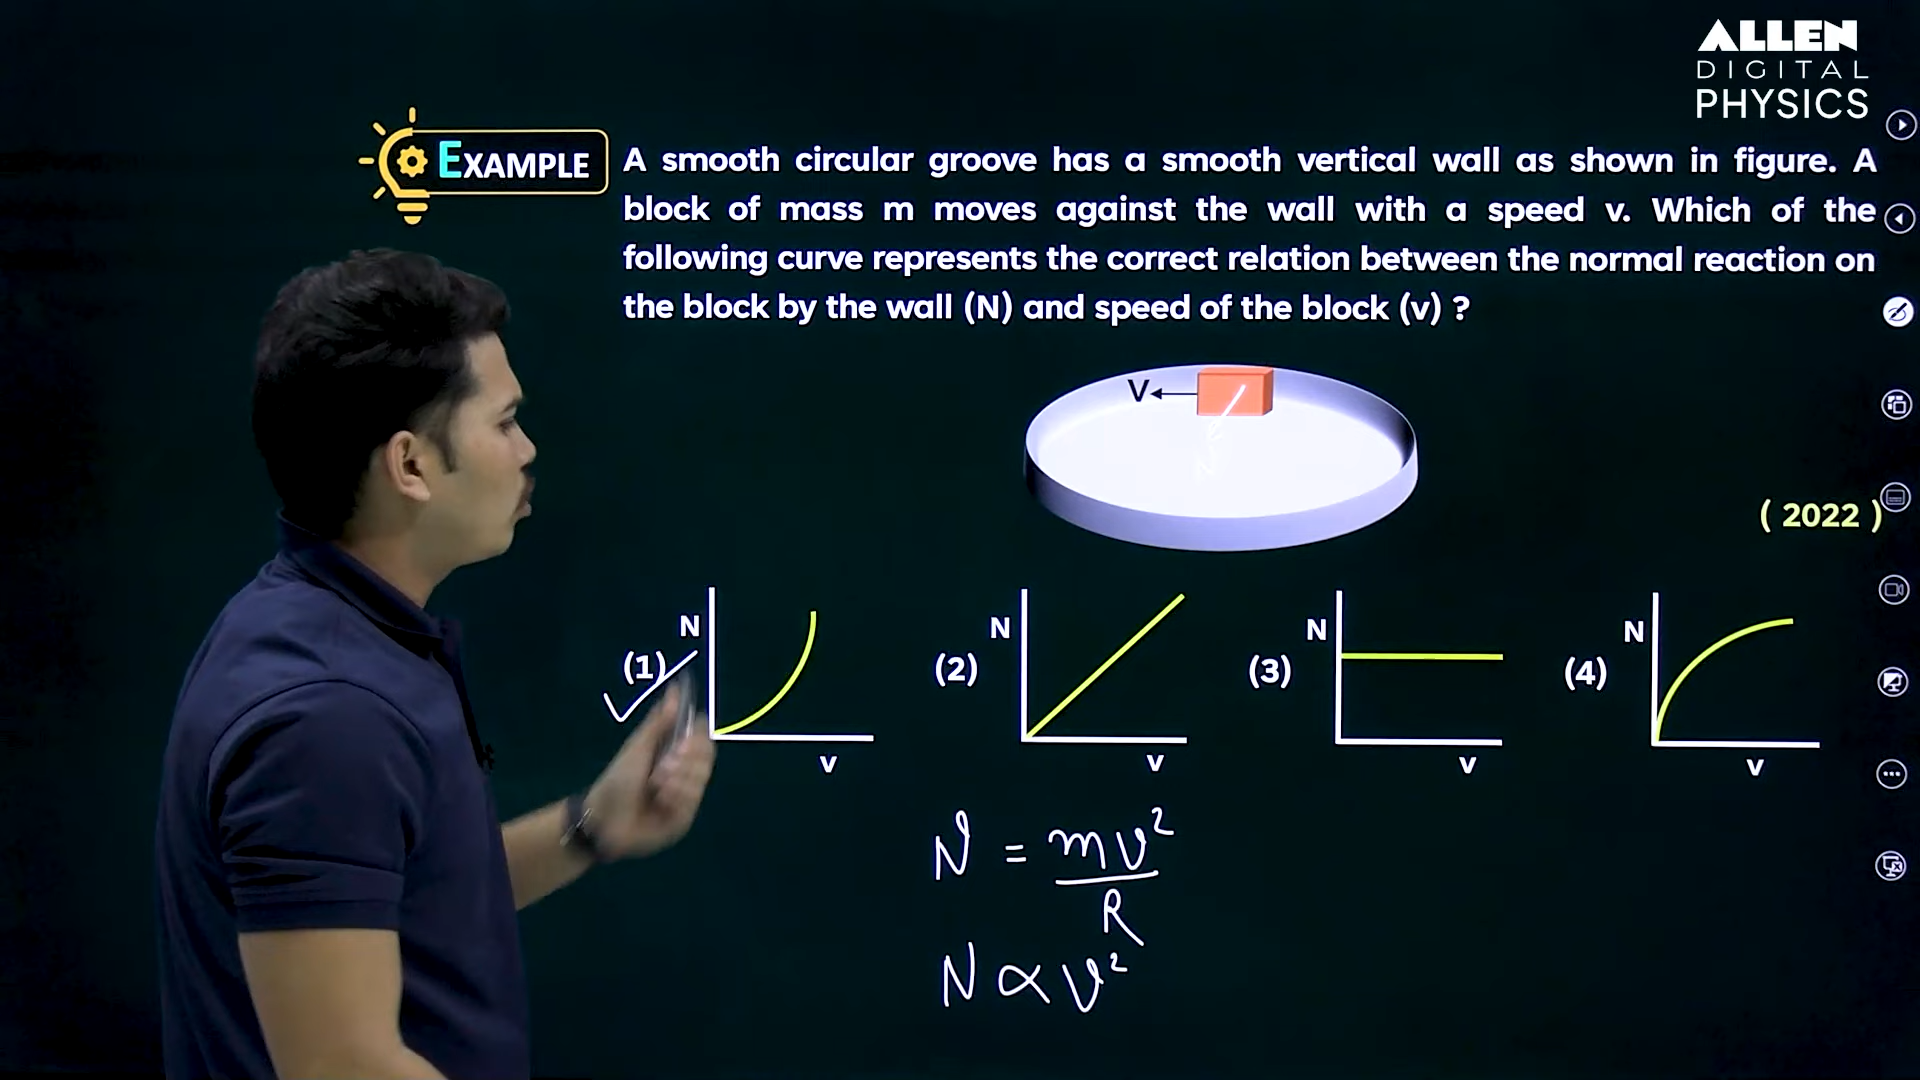 ALLEN
DIGITAL
PHYSICS
EXAMPLE
A smooth circular groove has a smooth vertical wall as shown in figure. A
block of mass m moves against the wall with a speed v. Which of the
following curve represents the correct relation between the normal reaction on
the block by the wall (N) and speed of the block (v) ?
V
N
( 2022 )
(1) N v
(2) N v
(3) N v
(4) N v
N = mv²/R
N ∝ v²